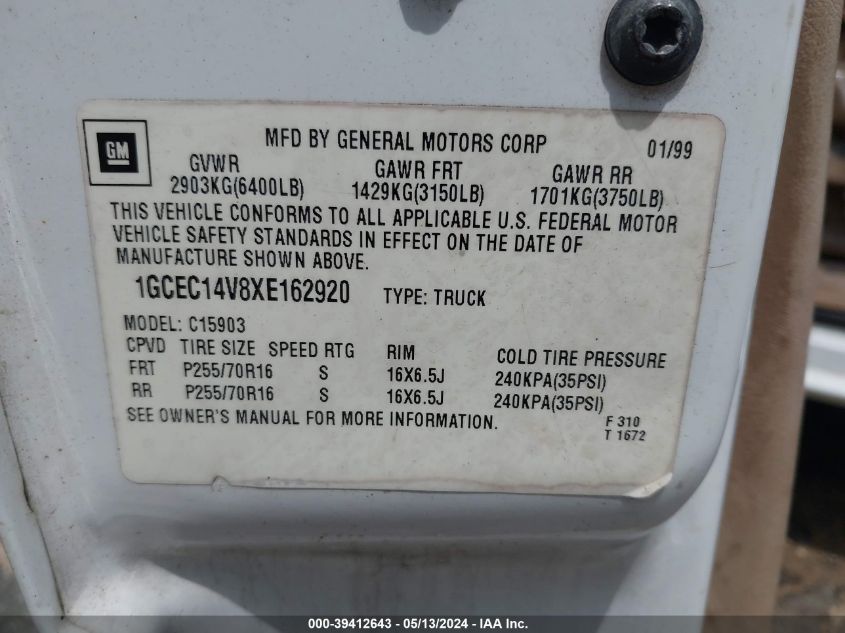 GM
MFD BY GENERAL MOTORS CORP 01/99
GVWR GAWR FRT GAWR RR
2903KG(6400LB) 1429KG(3150LB) 1701KG(3750LB)
THIS VEHICLE CONFORMS TO ALL APPLICABLE U.S. FEDERAL MOTOR
VEHICLE SAFETY STANDARDS IN EFFECT ON THE DATE OF
MANUFACTURE SHOWN ABOVE.
1GCEC14V8XE162920 TYPE: TRUCK
MODEL: C15903
CPVD TIRE SIZE SPEED RTG RIM COLD TIRE PRESSURE
FRT P255/70R16 S 16X6.5J 240KPA(35PSI)
RR P255/70R16 S 16X6.5J 240KPA(35PSI)
SEE OWNER'S MANUAL FOR MORE INFORMATION.
F 310
T 1672
000-39412643 - 05/13/2024 - IAA Inc.